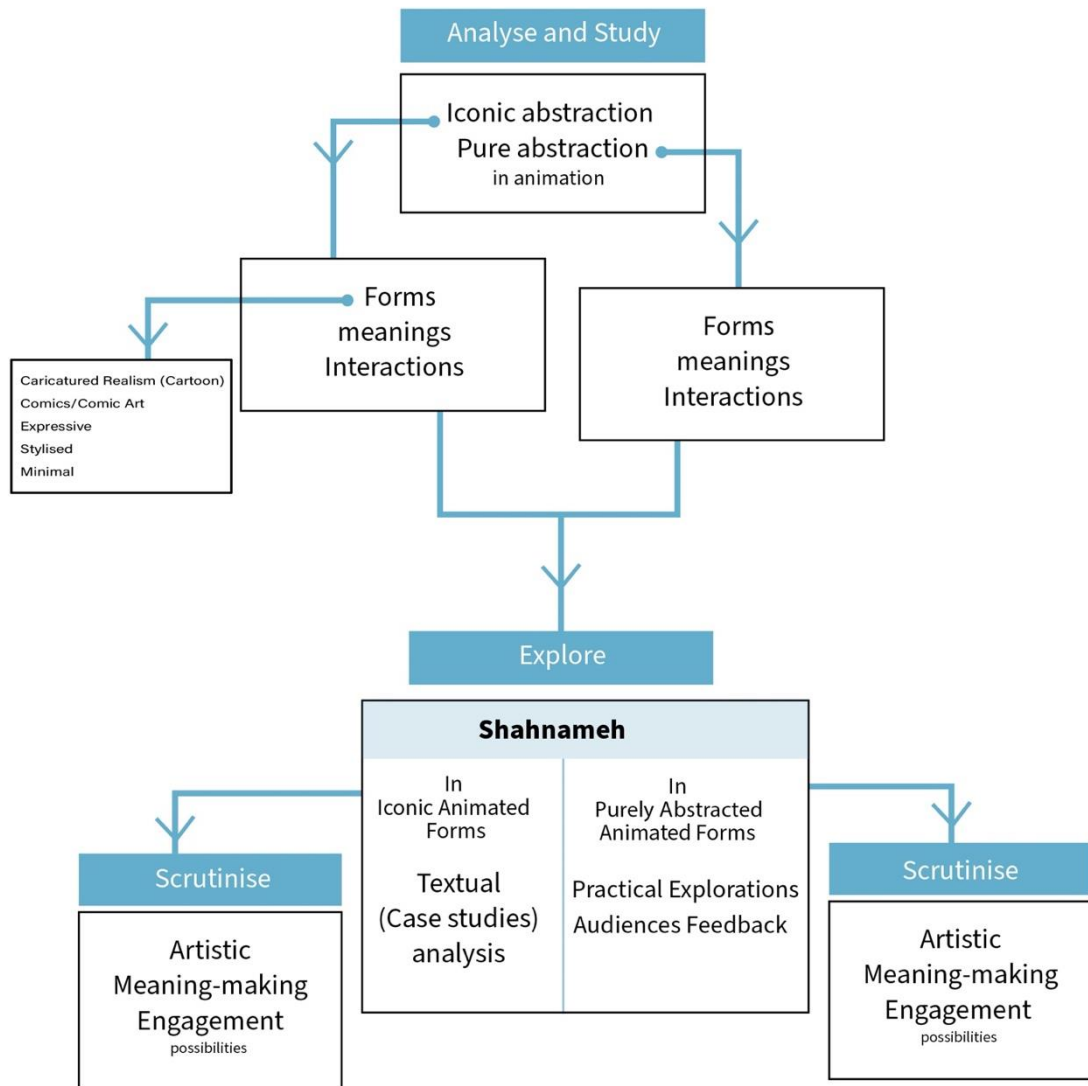 Analyse and Study
Iconic abstraction
Pure abstraction
in animation
Forms
meanings
Interactions
Forms
meanings
Interactions
Caricatured Realism (Cartoon)
Comics/Comic Art
Expressive
Stylised
Minimal
Explore
Shahnameh
In
Iconic Animated
Forms
Textual
(Case studies)
analysis
In
Purely Abstracted
Animated Forms
Practical Explorations
Audiences Feedback
Scrutinise
Artistic
Meaning-making
Engagement
possibilities
Scrutinise
Artistic
Meaning-making
Engagement
possibilities